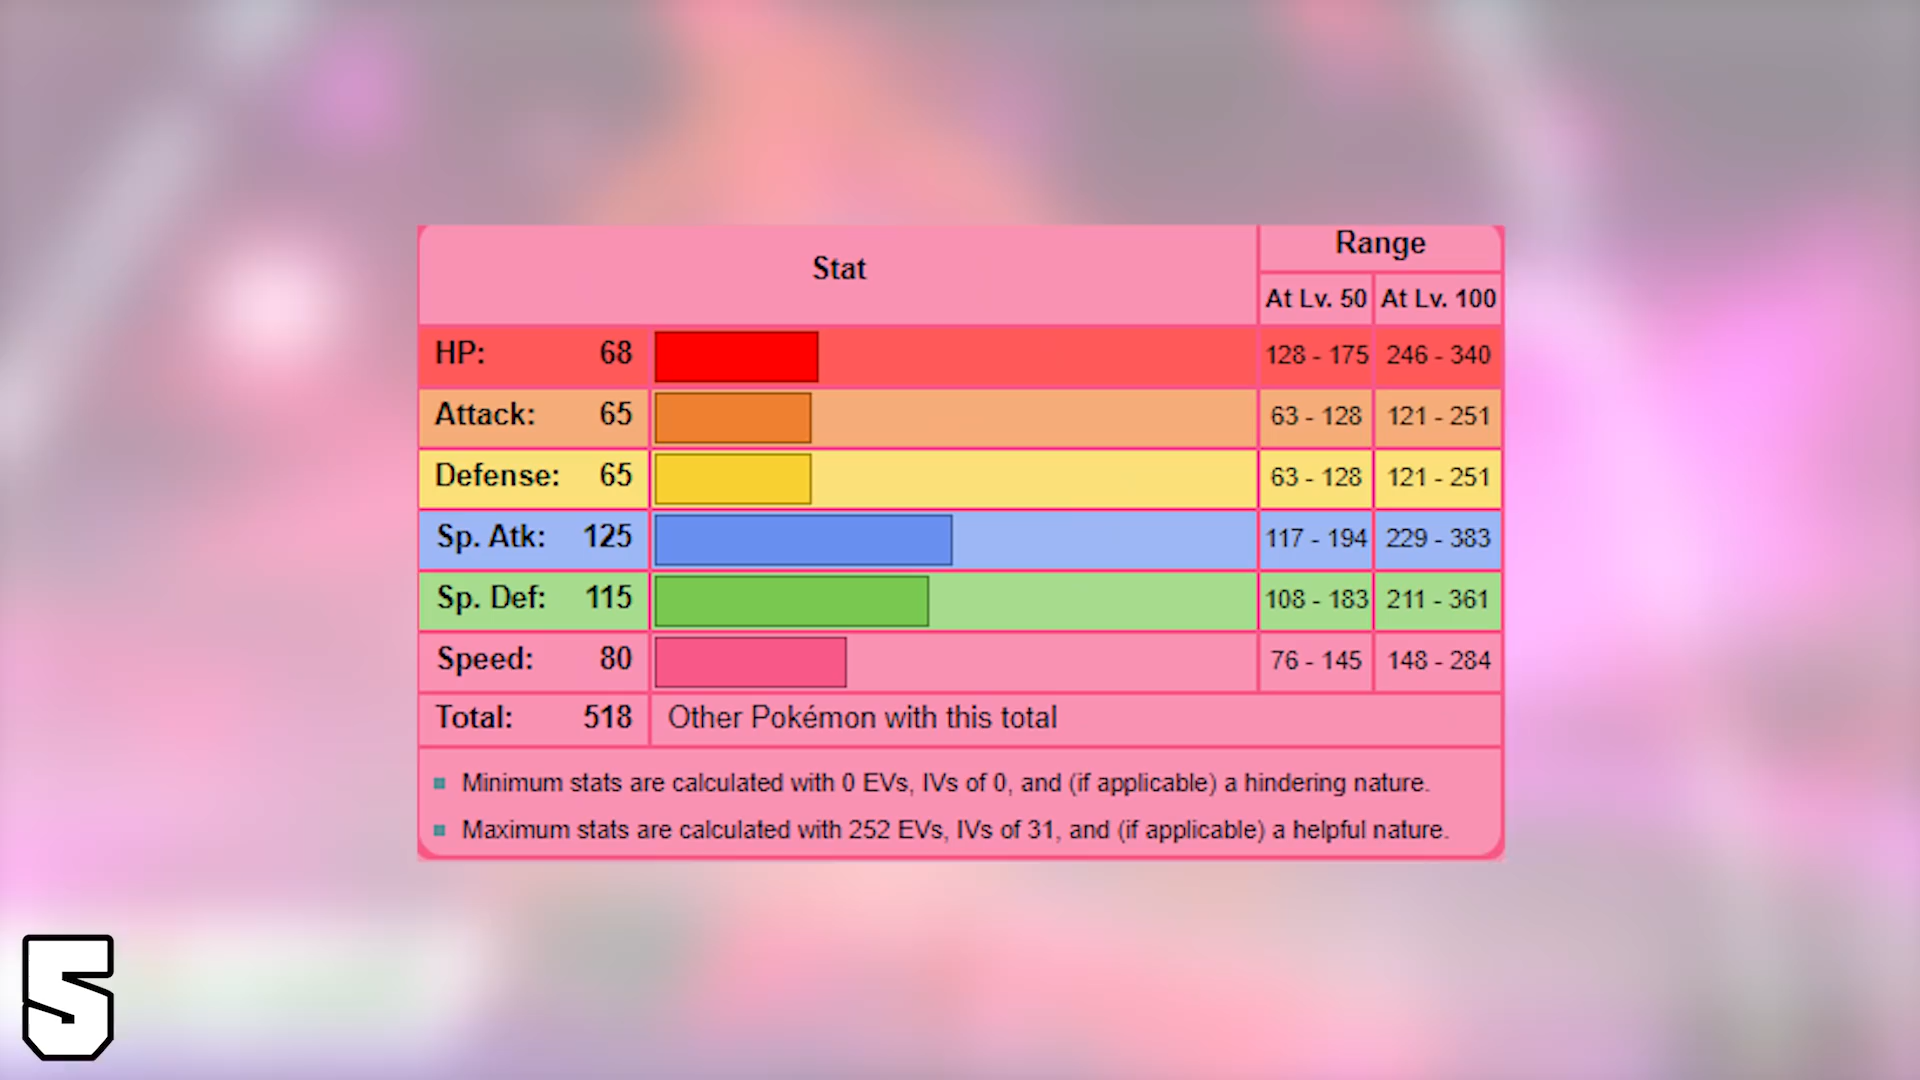 Stat
Range
At Lv. 50 At Lv. 100
HP: 68 128 - 175 246 - 340
Attack: 65 63 - 128 121 - 251
Defense: 65 63 - 128 121 - 251
Sp. Atk: 125 117 - 194 229 - 383
Sp. Def: 115 108 - 183 211 - 361
Speed: 80 76 - 145 148 - 284
Total: 518 Other Pokémon with this total
Minimum stats are calculated with 0 EVs, IVs of 0, and (if applicable) a hindering nature.
Maximum stats are calculated with 252 EVs, IVs of 31, and (if applicable) a helpful nature.
5